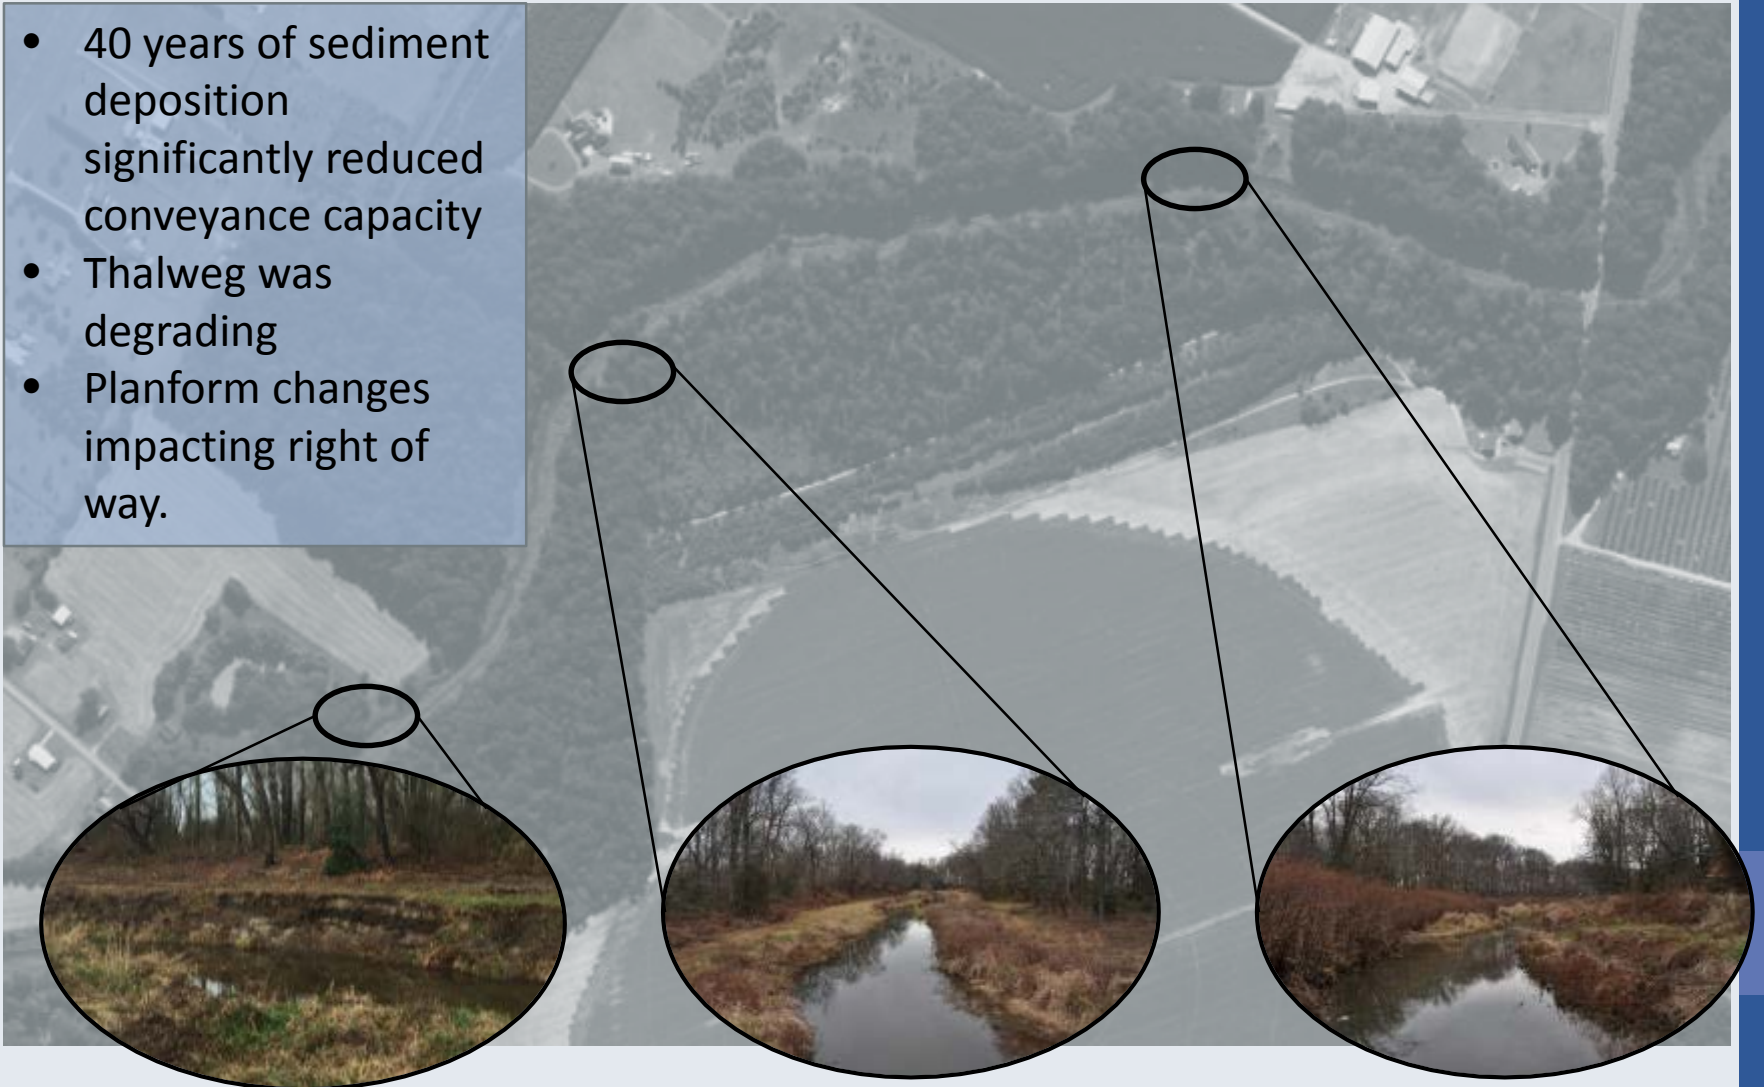 • 40 years of sediment
deposition
significantly reduced
conveyance capacity
• Thalweg was
degrading
• Planform changes
impacting right of
way.